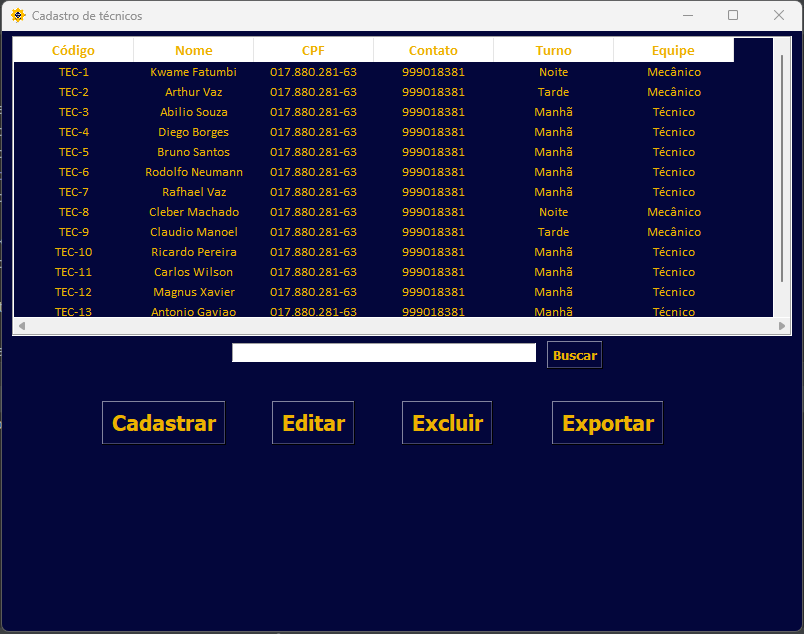 Cadastro de técnicos
Código Nome CPF Contato Turno Equipe
TEC-1 Kwame Fatumbi 017.880.281-63 999018381 Noite Mecânico
TEC-2 Arthur Vaz 017.880.281-63 999018381 Tarde Mecânico
TEC-3 Abilio Souza 017.880.281-63 999018381 Manhã Técnico
TEC-4 Diego Borges 017.880.281-63 999018381 Manhã Técnico
TEC-5 Bruno Santos 017.880.281-63 999018381 Manhã Técnico
TEC-6 Rodolfo Neumann 017.880.281-63 999018381 Manhã Técnico
TEC-7 Rafhael Vaz 017.880.281-63 999018381 Manhã Técnico
TEC-8 Cleber Machado 017.880.281-63 999018381 Noite Mecânico
TEC-9 Claudio Manoel 017.880.281-63 999018381 Tarde Mecânico
TEC-10 Ricardo Pereira 017.880.281-63 999018381 Manhã Técnico
TEC-11 Carlos Wilson 017.880.281-63 999018381 Manhã Técnico
TEC-12 Magnus Xavier 017.880.281-63 999018381 Manhã Técnico
TEC-13 Antonio Gaviao 017.880.281-63 999018381 Manhã Técnico
Buscar
Cadastrar Editar Excluir Exportar